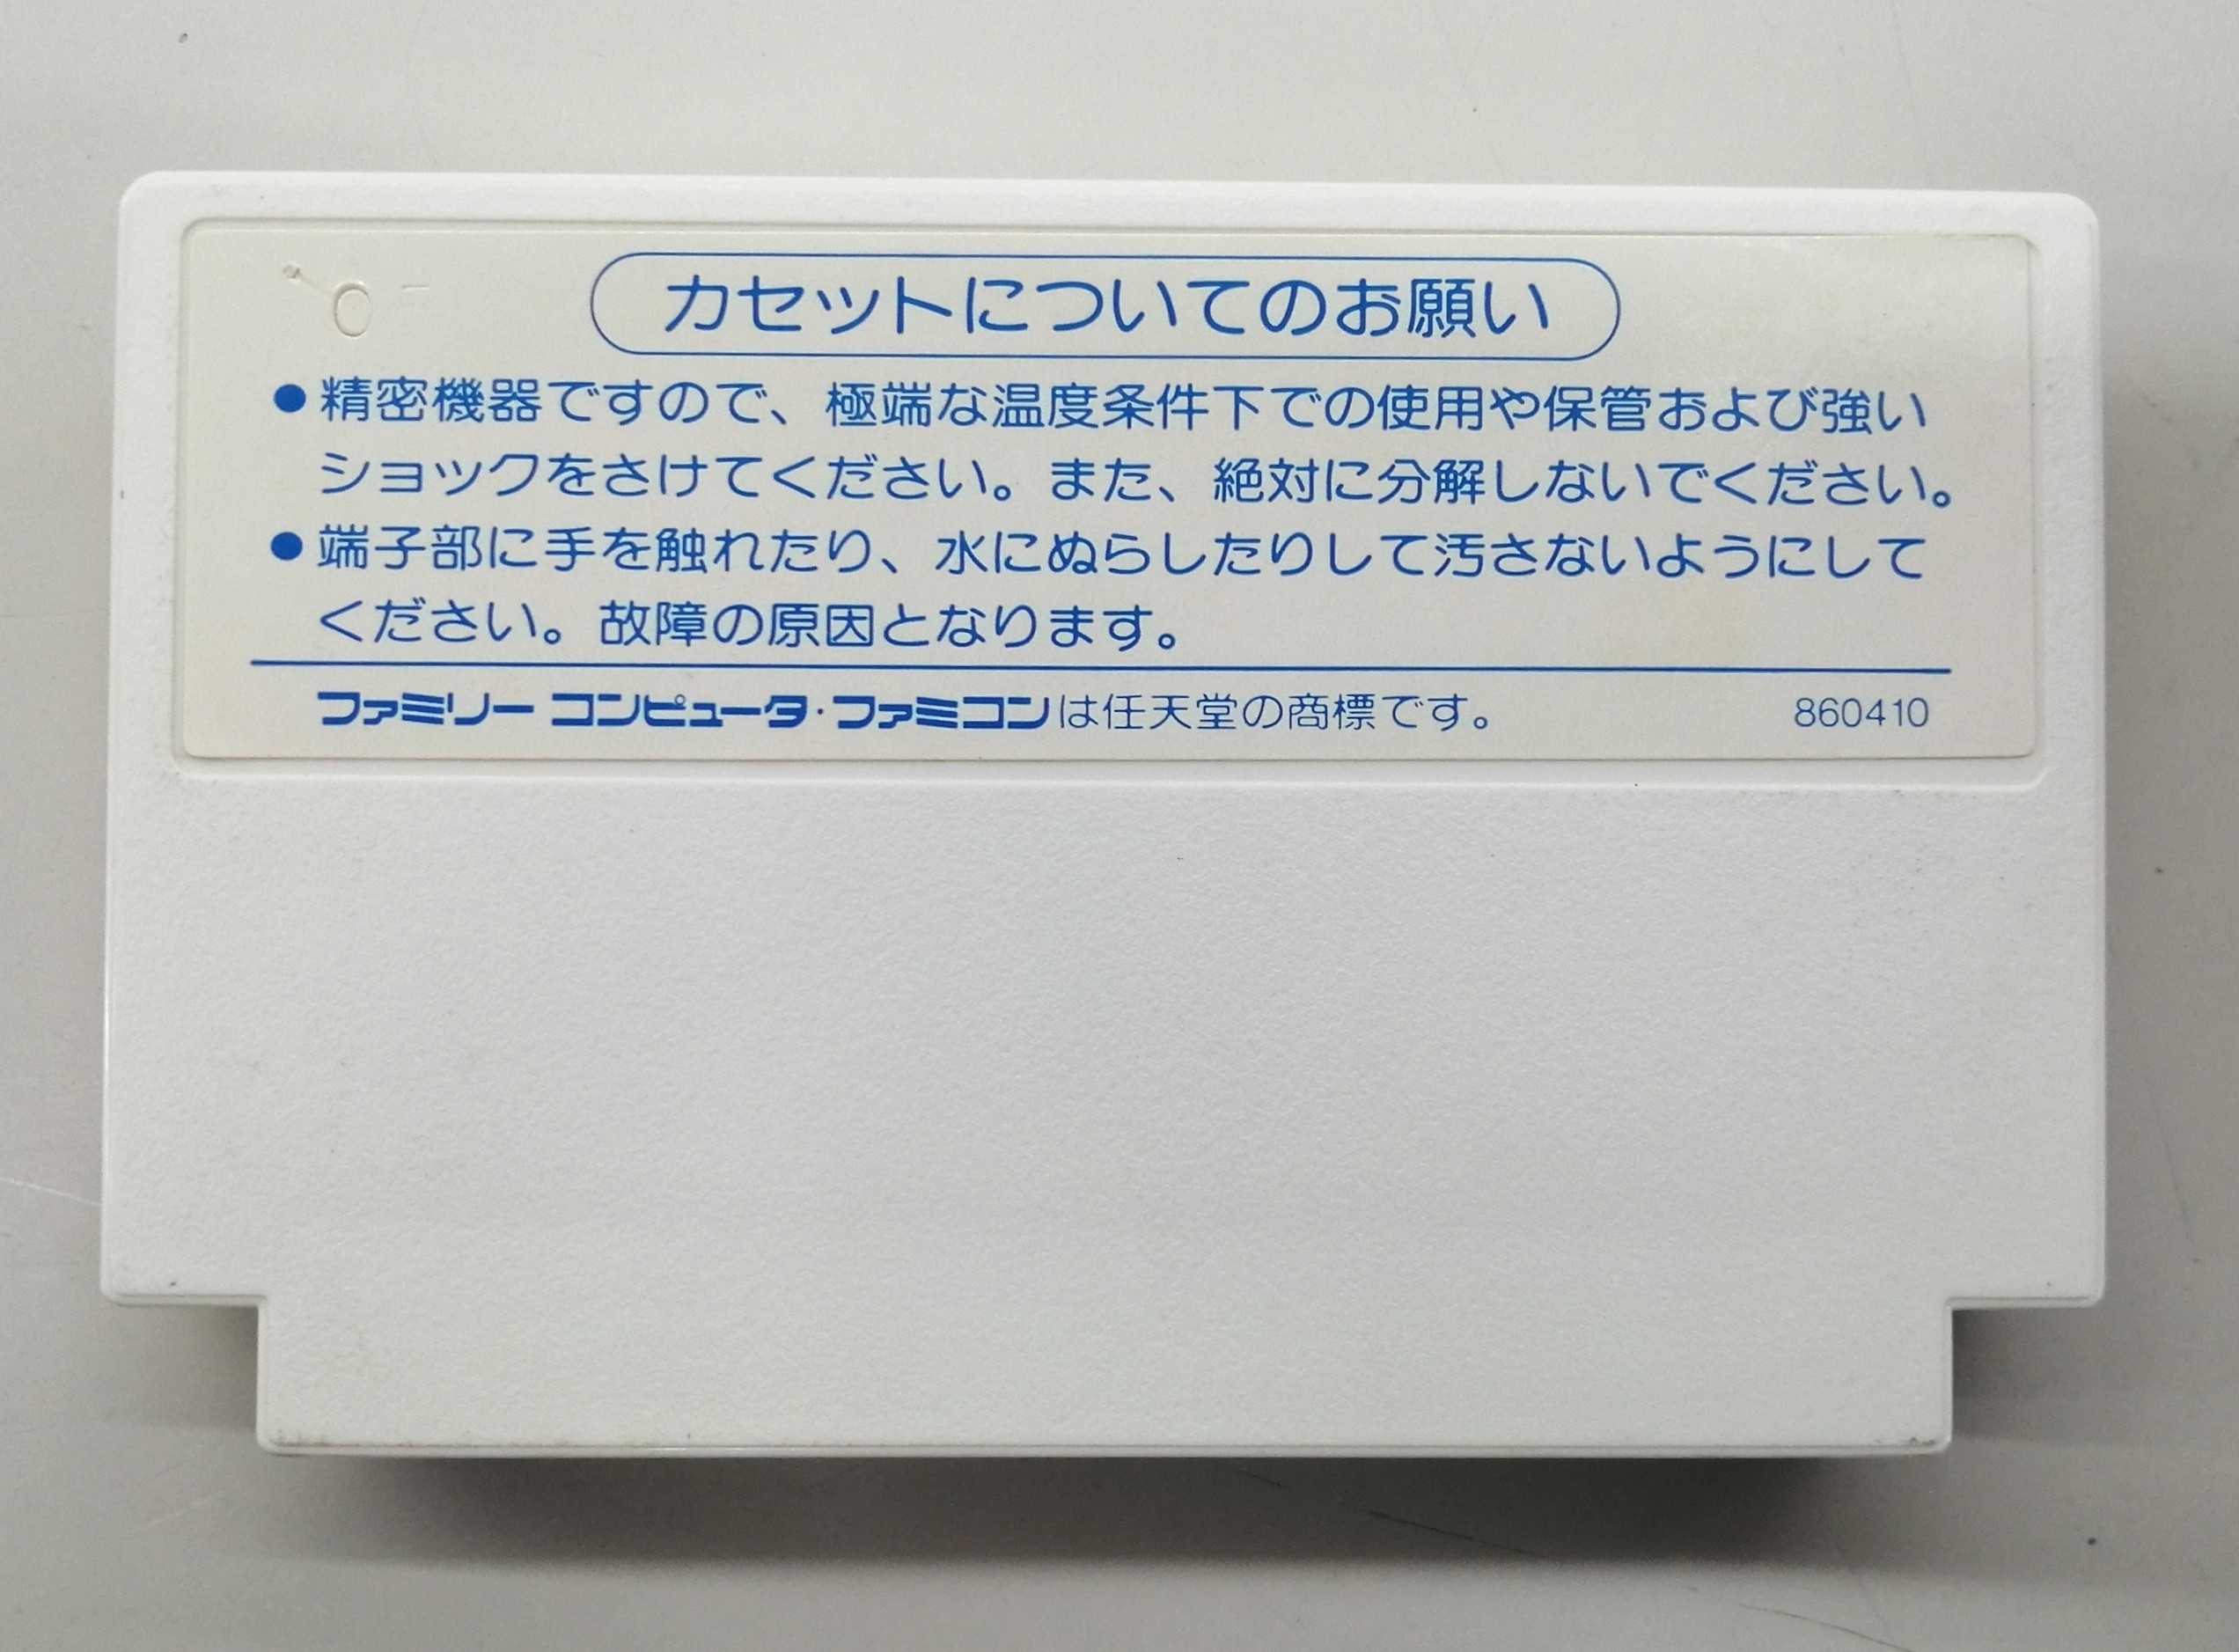 カセットについてのお願い
●精密機器ですので、極端な温度条件下での使用や保管および強い
ショックをさけてください。また、絶対に分解しないでください。
●端子部に手を触れたり、水にぬらしたりして汚さないようにして
ください。故障の原因となります。
ファミリー コンピュータ・ファミコンは任天堂の商標です。 860410